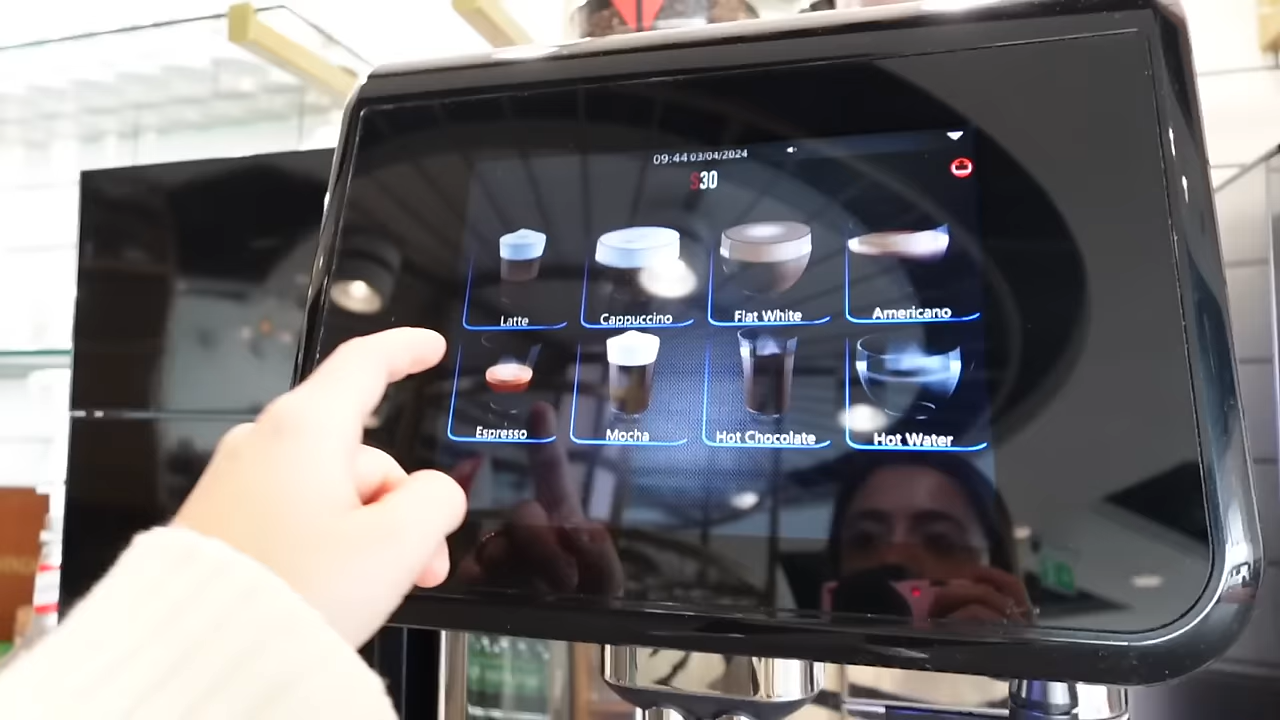 09:44 03/04/2024
S30
Latte
Cappuccino
Flat White
Americano
Espresso
Mocha
Hot Chocolate
Hot Water